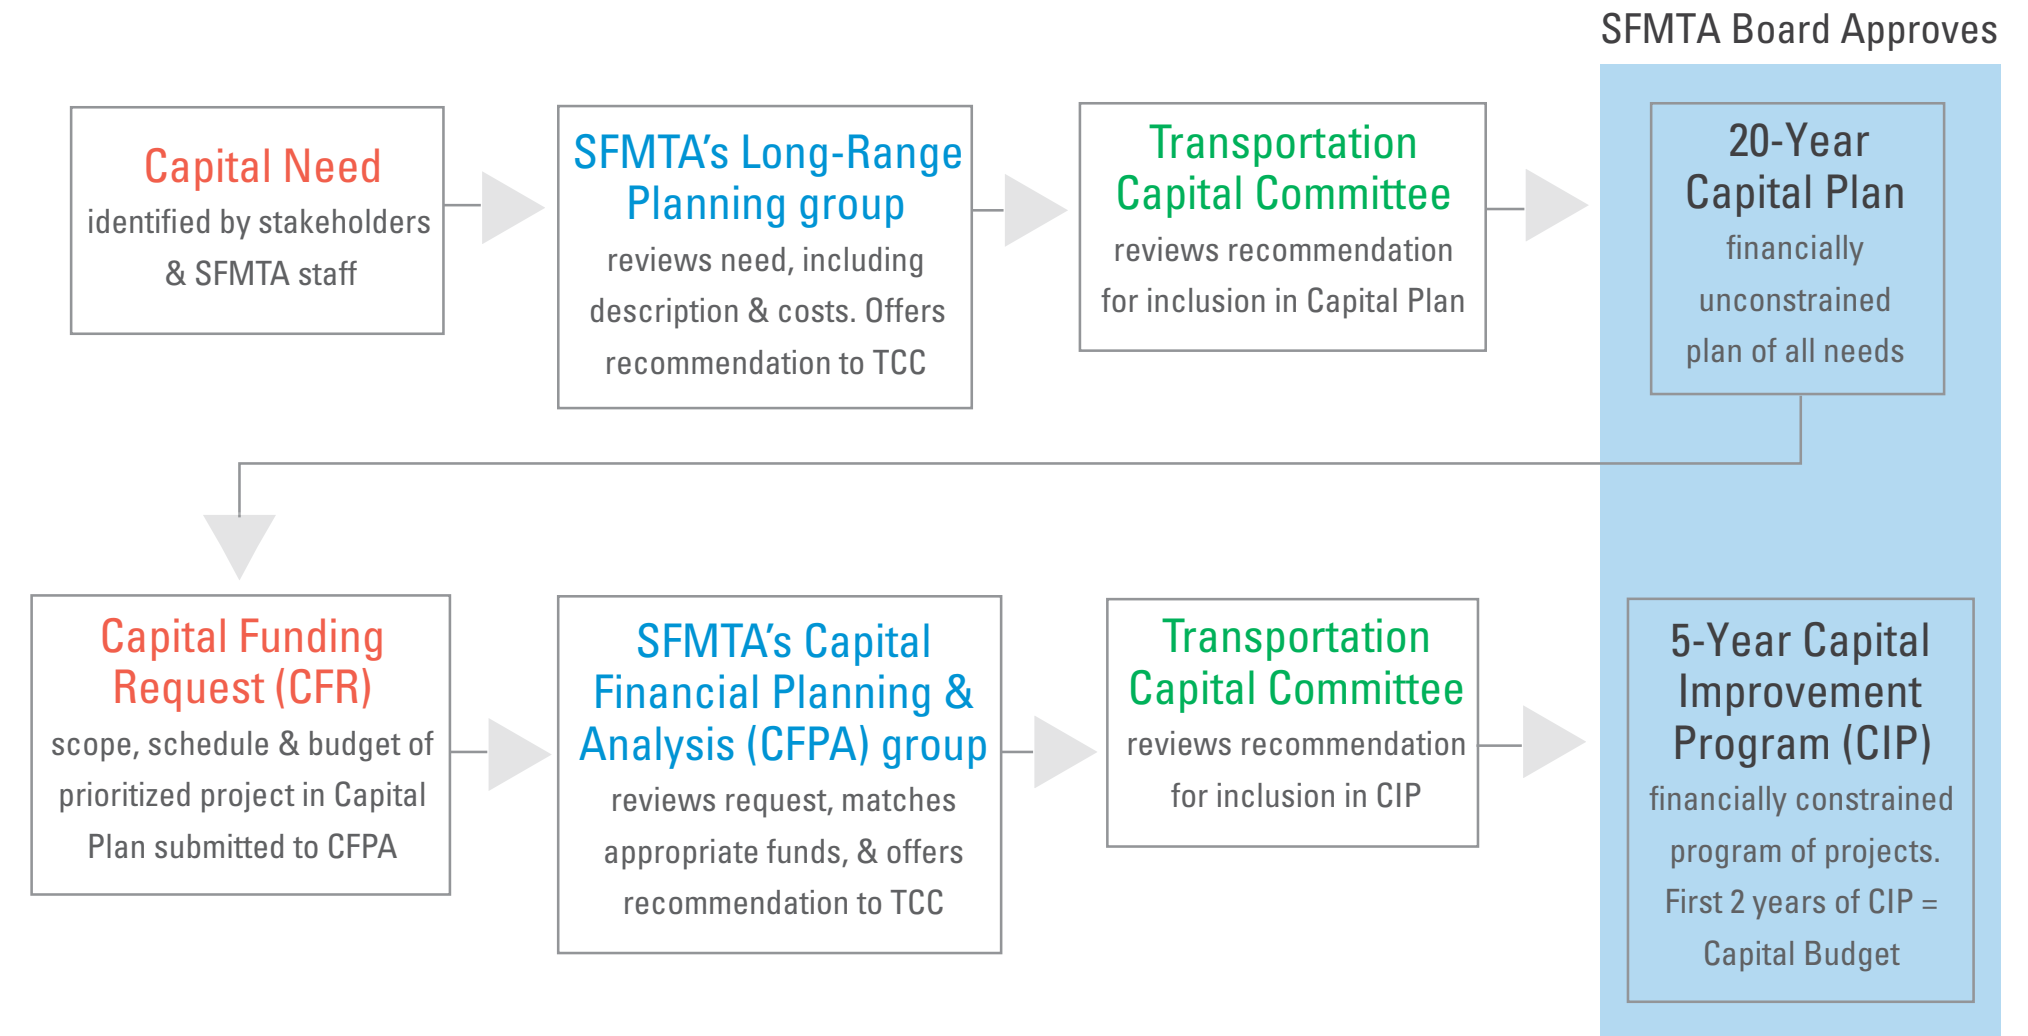 SFMTA Board Approves
Capital Need
identified by stakeholders
& SFMTA staff
SFMTA's Long-Range
Planning group
reviews need, including
description & costs. Offers
recommendation to TCC
Transportation
Capital Committee
reviews recommendation
for inclusion in Capital Plan
20-Year
Capital Plan
financially
unconstrained
plan of all needs
Capital Funding
Request (CFR)
scope, schedule & budget of
prioritized project in Capital
Plan submitted to CFPA
SFMTA's Capital
Financial Planning &
Analysis (CFPA) group
reviews request, matches
appropriate funds, & offers
recommendation to TCC
Transportation
Capital Committee
reviews recommendation
for inclusion in CIP
5-Year Capital
Improvement
Program (CIP)
financially constrained
program of projects.
First 2 years of CIP =
Capital Budget